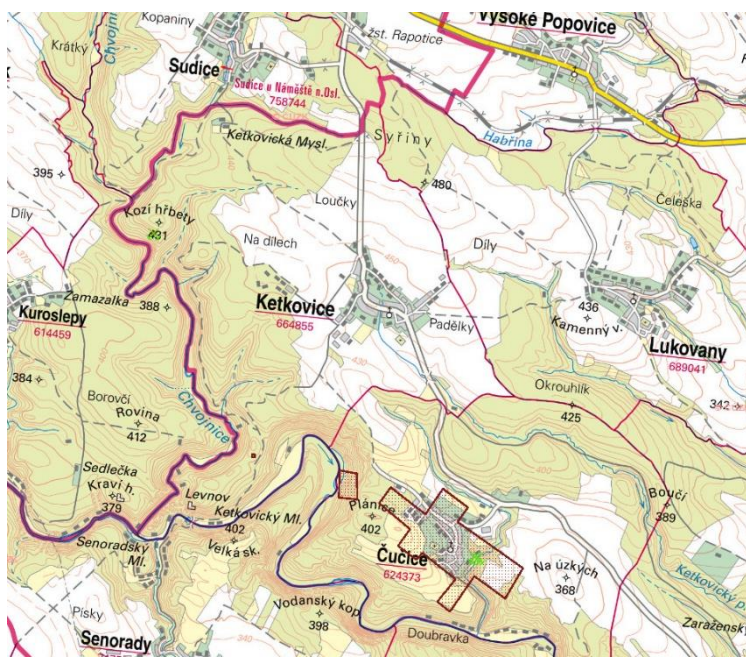 Kopaniny
žst. Rapotice
Vysoké Popovice
Krátký
Chvojnice
Sudice
Sudice u Náměště n.Osl.
758744
Habřina
Ketkovická Mysl.
Syřiny
395
480
Čeleška
Díly
Kozí hřbety
431
Loučky
Na dílech
Díly
Zamazalka
388
Kuroslepy
614459
Ketkovice
664855
Padělky
436
Kamenný v.
Lukovany
689041
384
Borovčí
Rovina
412
Chvojnice
Okrouhlík
425
342
Sedlečka
Kraví h.
379
Levnov
Ketkovický Ml.
402
Velká sk.
Plánice
402
Boučí
389
Senoradský
Ml.
Čučice
624373
Na úzkých
368
Ketkovický p
Písky
Vodanský kop
398
Doubravka
Zaraženský
Senorady